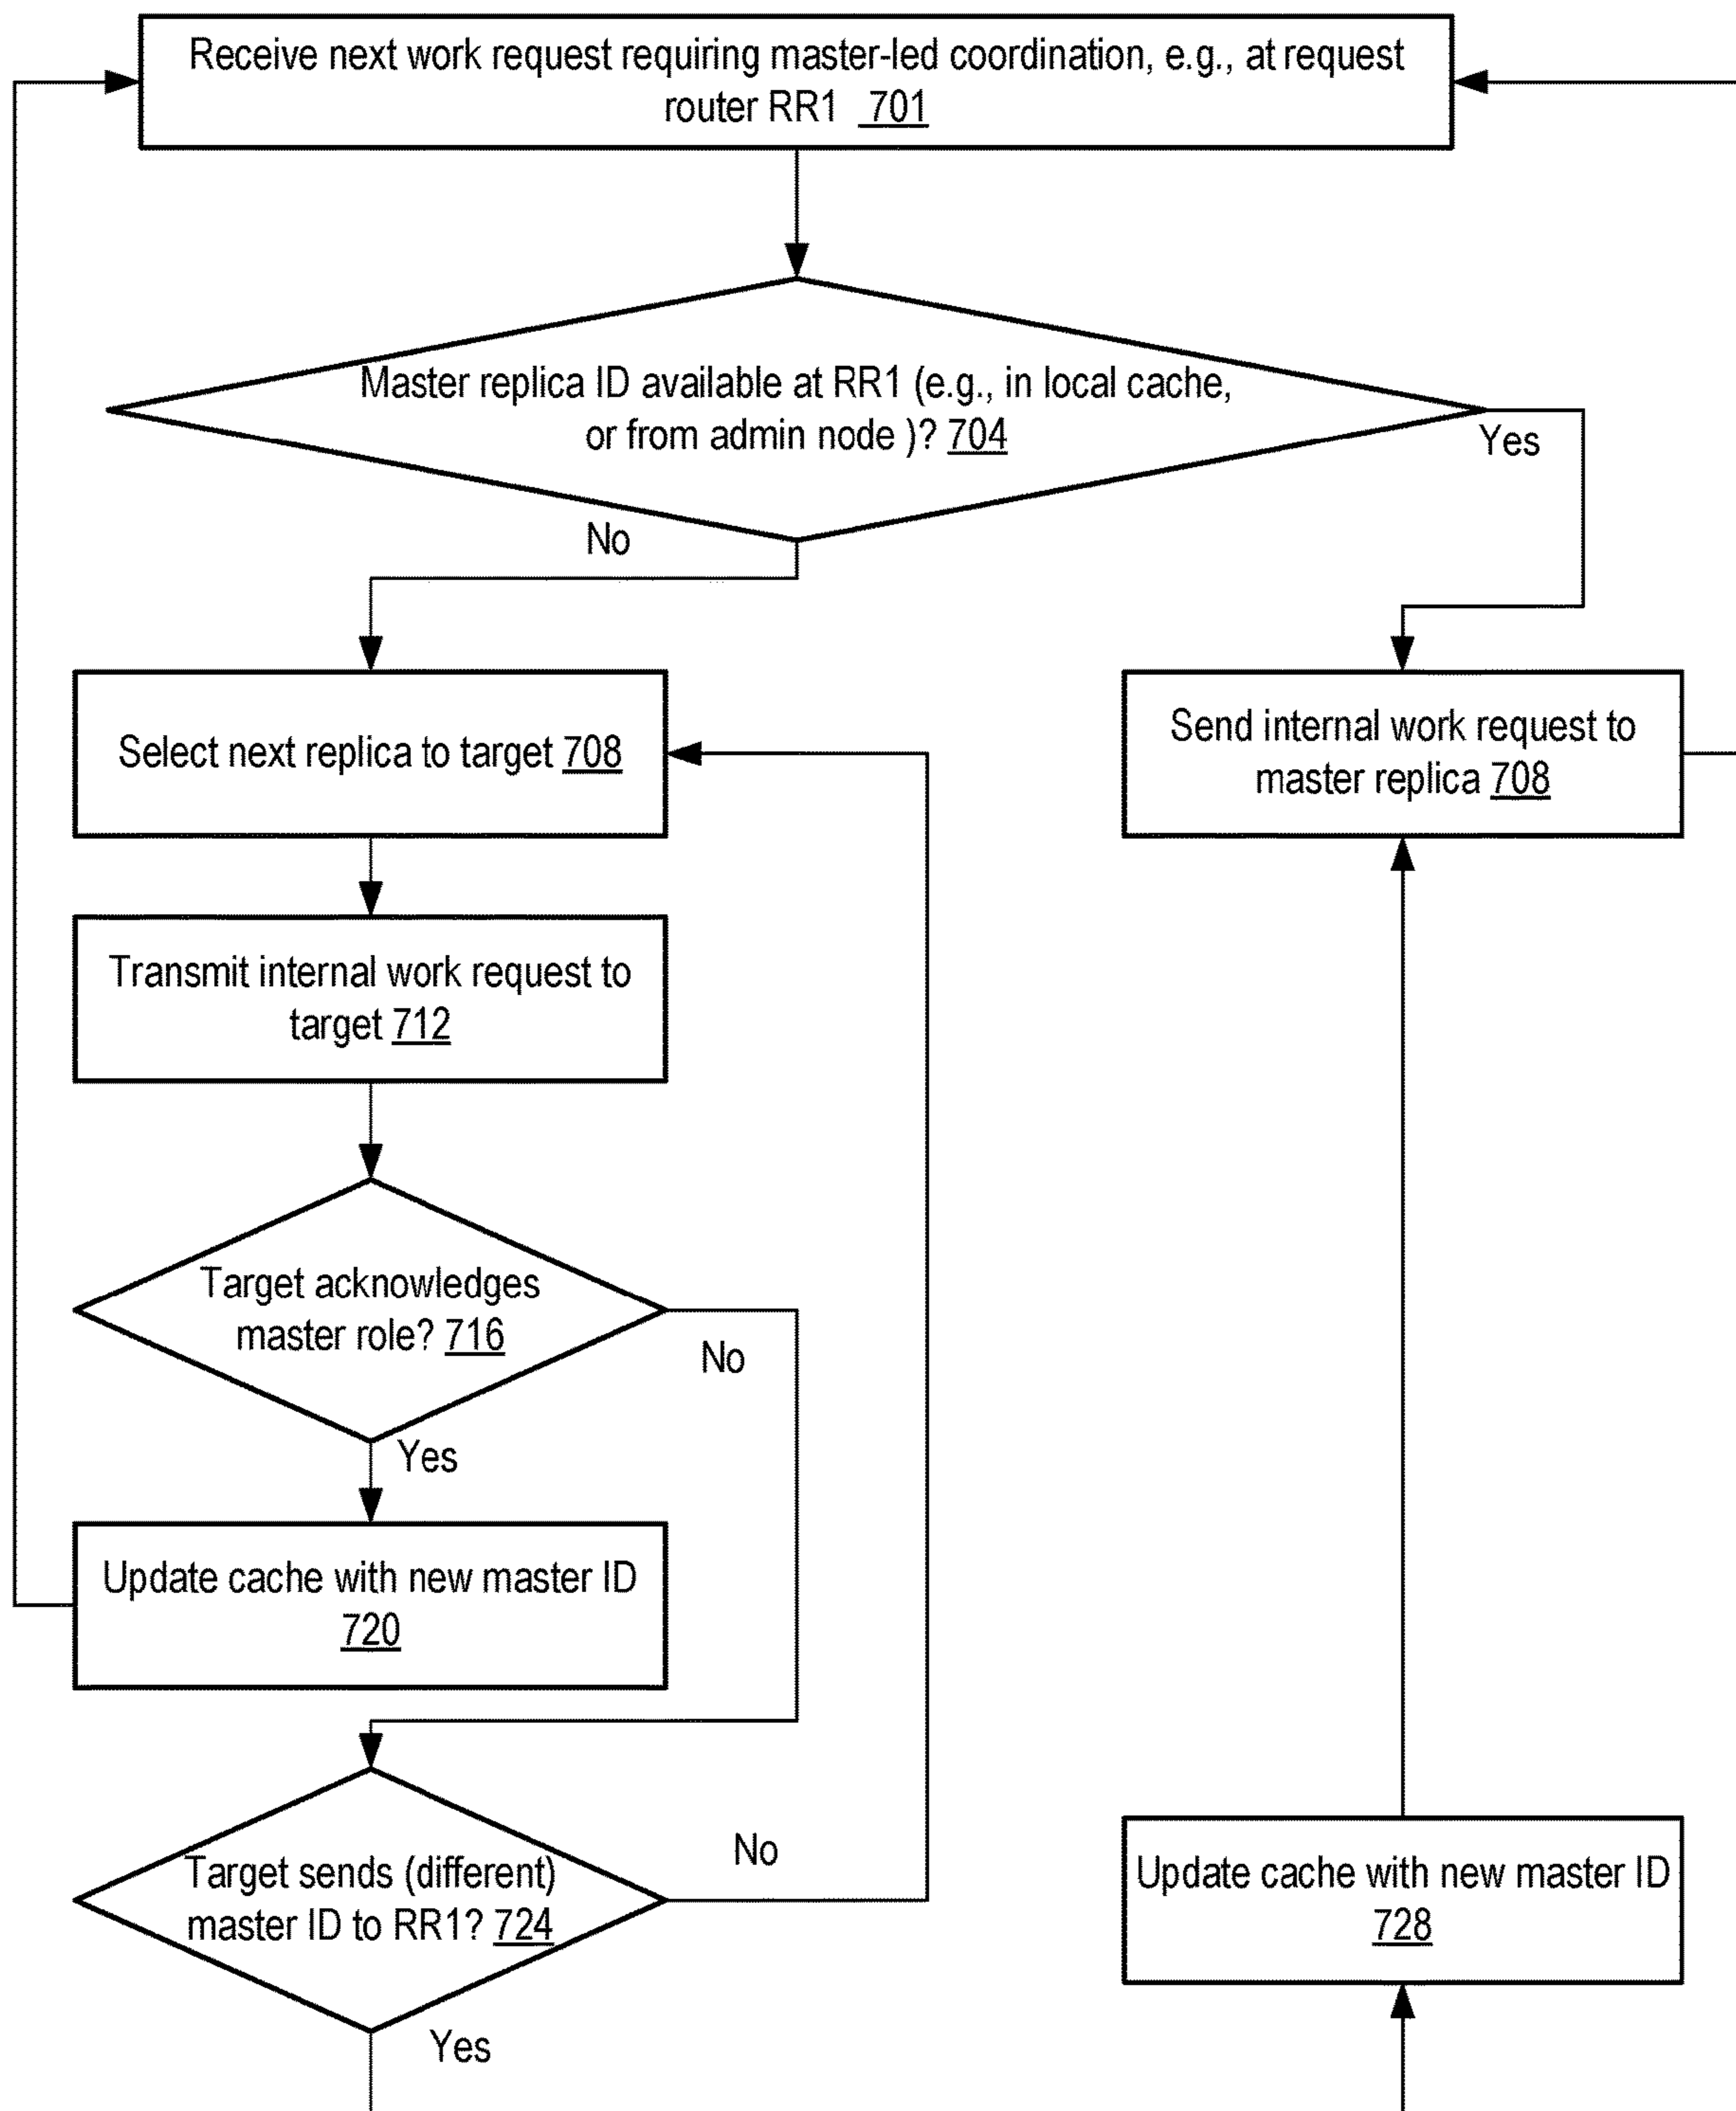 Receive next work request requiring master-led coordination, e.g., at request
router RR1 701
Master replica ID available at RR1 (e.g., in local cache,
or from admin node )? 704
Yes
No
Select next replica to target 708
Send internal work request to
master replica 708
Transmit internal work request to
target 712
Target acknowledges
master role? 716
No
Yes
Update cache with new master ID
720
Target sends (different)
master ID to RR1? 724
No
Yes
Update cache with new master ID
728